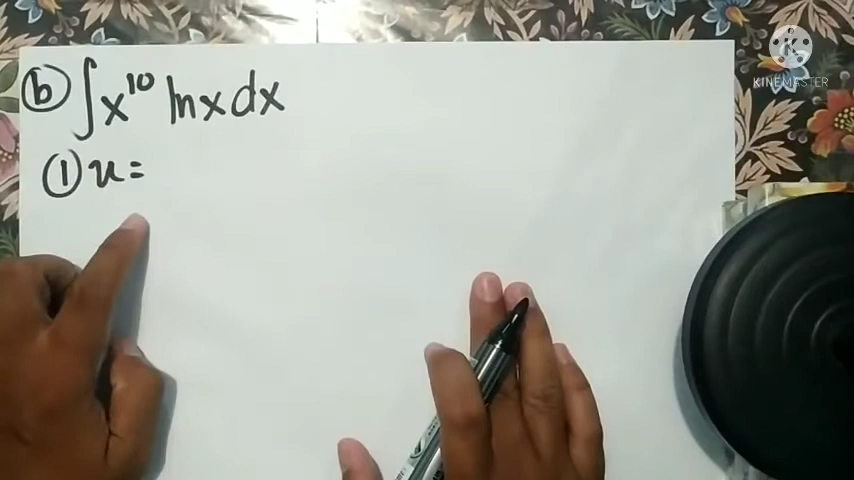 ⓑ ∫x¹⁰ lnx dx
① u =
KINEMASTER